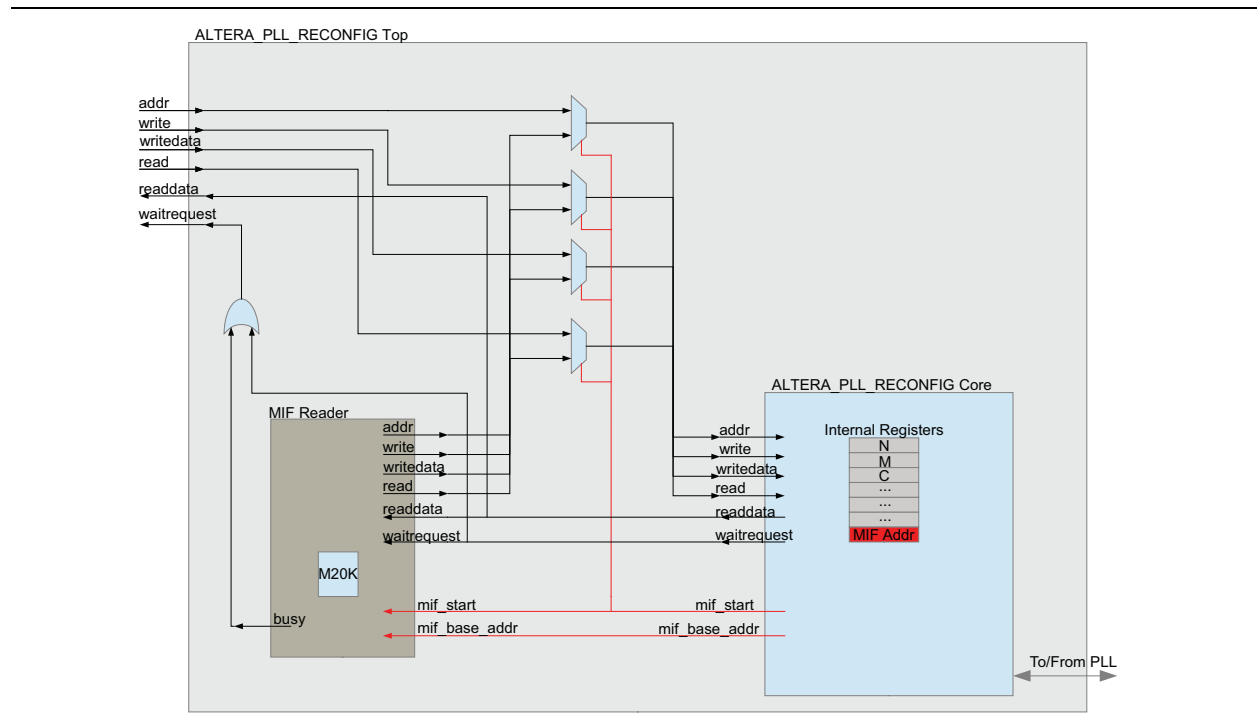 ALTERA_PLL_RECONFIG Top
addr
write
writedata
read
readdata
waitrequest
ALTERA_PLL_RECONFIG Core
MIF Reader
addr
write
writedata
read
readdata
waitrequest
M20K
busy
mif_start
mif_base_addr
addr
write
writedata
read
readdata
waitrequest
mif_start
mif_base_addr
Internal Registers
N
M
C
...
...
...
MIF Addr
To/From PLL